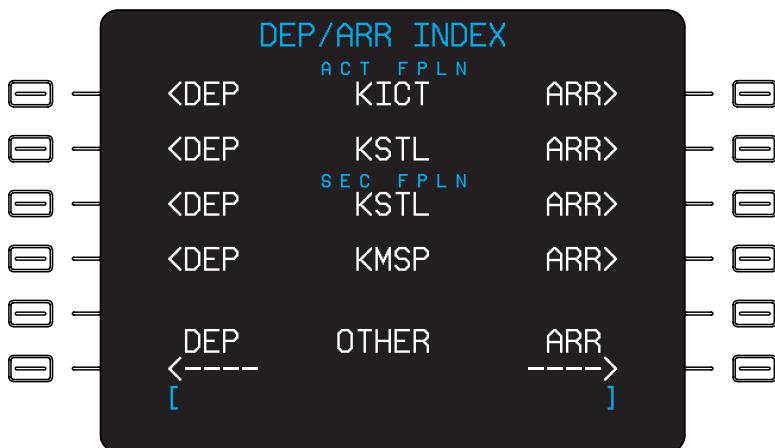 DEP/ARR INDEX
ACT FPLN
<DEP KICT ARR>
<DEP KSTL ARR>
SEC FPLN
<DEP KSTL ARR>
<DEP KMSP ARR>
DEP OTHER ARR
<---- ---->
[ ]